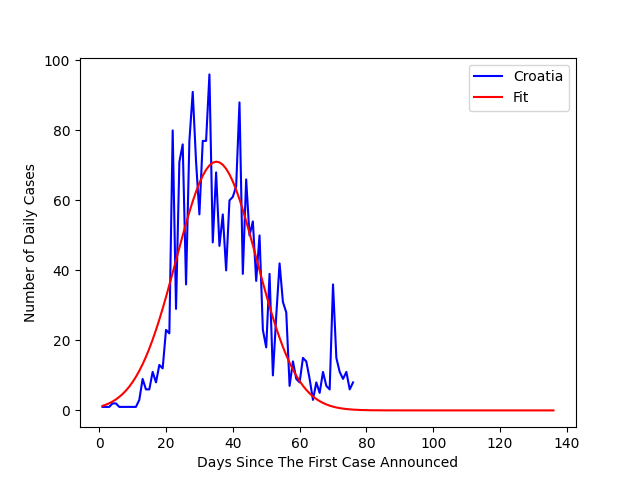 Croatia
Fit
Number of Daily Cases
100
80
60
40
20
0
0 20 40 60 80 100 120 140
Days Since The First Case Announced